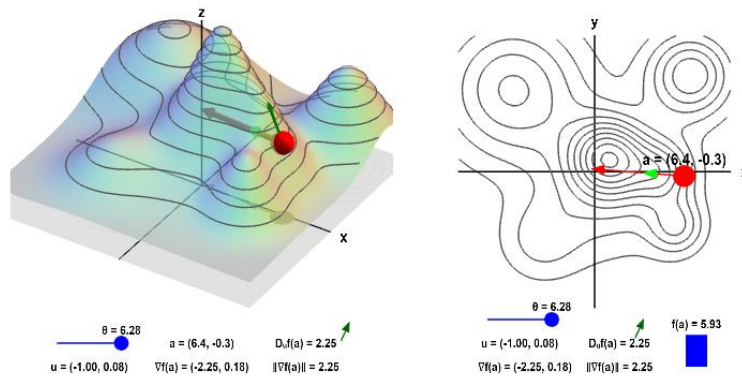 z
x
θ = 6.28
a = (6.4, -0.3)
Duf(a) = 2.25
u = (-1.00, 0.08)
∇f(a) = (-2.25, 0.18)
‖∇f(a)‖ = 2.25
y
a = (6.4, -0.3)
x
θ = 6.28
f(a) = 5.93
u = (-1.00, 0.08)
Duf(a) = 2.25
∇f(a) = (-2.25, 0.18)
‖∇f(a)‖ = 2.25